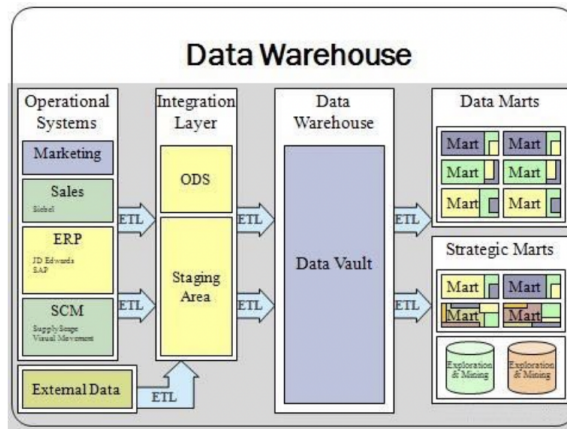 Data Warehouse
Operational
Systems
Marketing
Sales
Siebel
ERP
JD Edwards
SAP
SCM
SupplyScape
Visual Movement
External Data
ETL
ETL
ETL
Integration
Layer
ODS
Staging
Area
ETL
ETL
Data
Warehouse
Data Vault
ETL
ETL
Data Marts
Mart
Mart
Mart
Mart
Mart
Mart
Strategic Marts
Mart
Mart
Mart
Mart
Exploration
& Mining
Exploration
& Mining